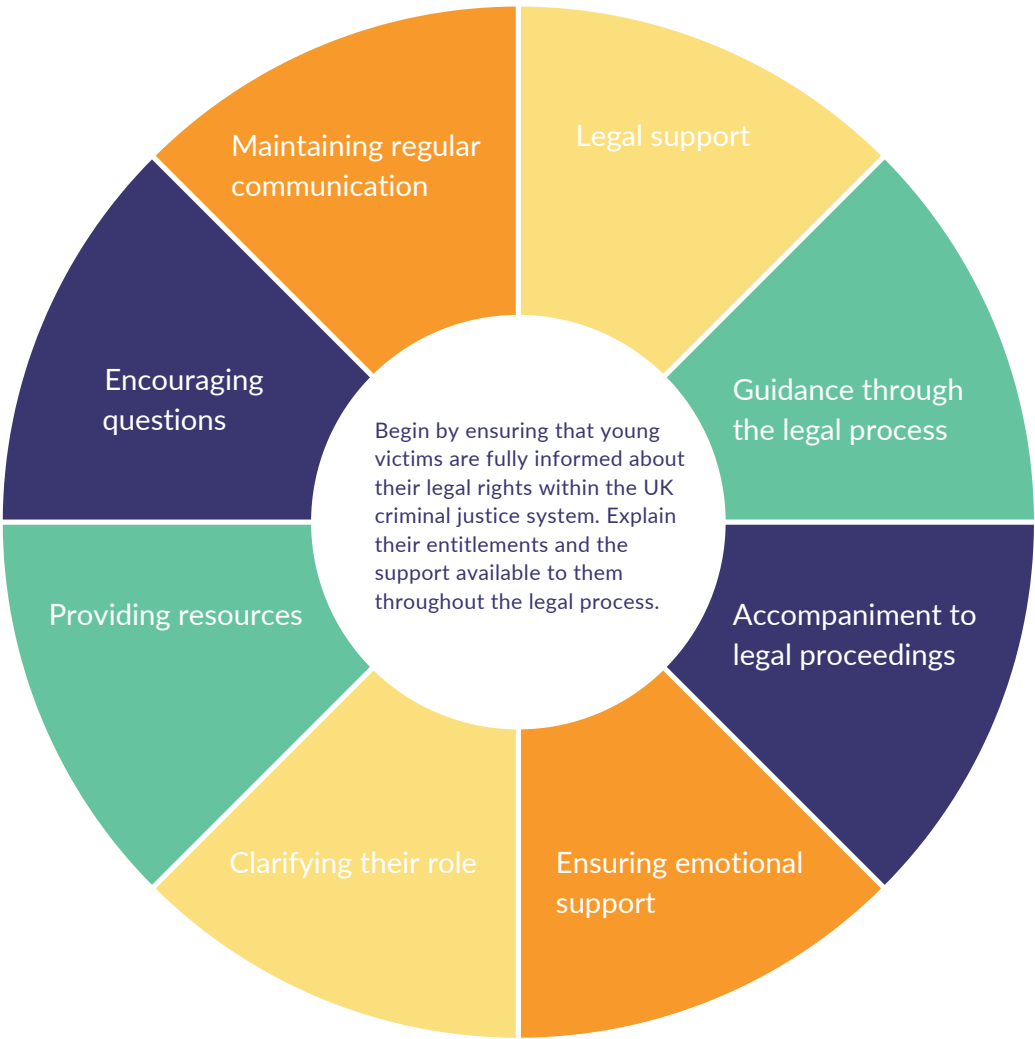 Maintaining regular
communication
Legal support
Guidance through
the legal process
Accompaniment to
legal proceedings
Ensuring emotional
support
Clarifying their role
Providing resources
Encouraging
questions
Begin by ensuring that young
victims are fully informed about
their legal rights within the UK
criminal justice system. Explain
their entitlements and the
support available to them
throughout the legal process.